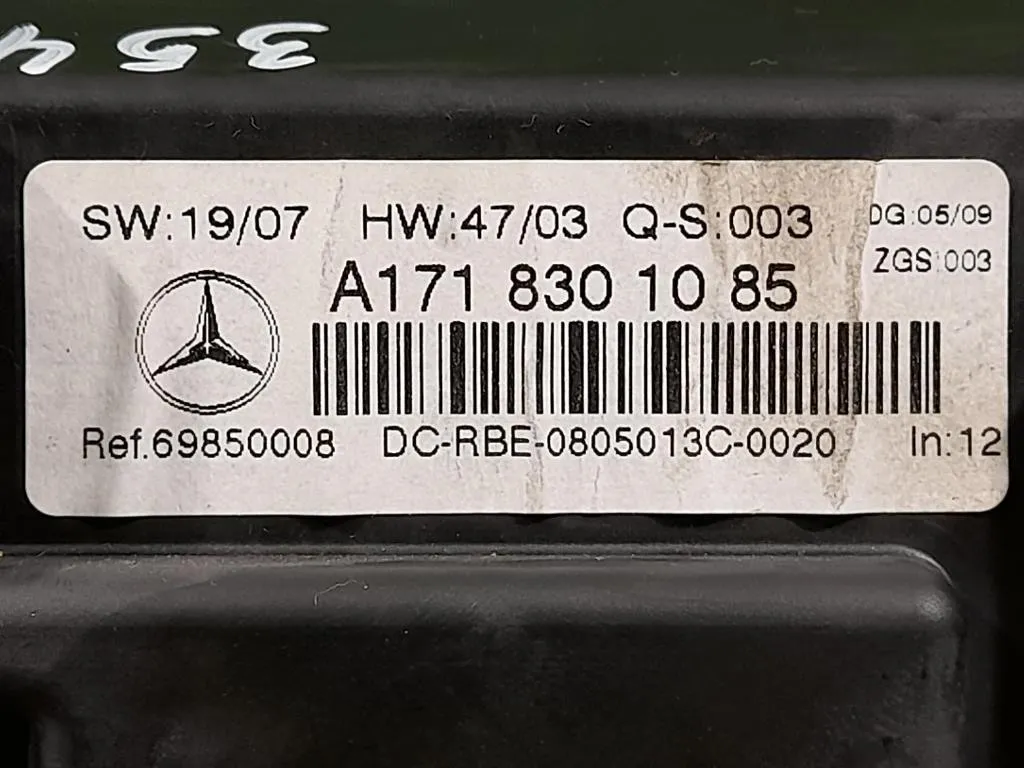 354
SW:19/07 HW:47/03 Q-S:003 DG:05/09
ZGS:003
A171 830 10 85
Ref.69850008 DC-RBE-0805013C-0020 In:12